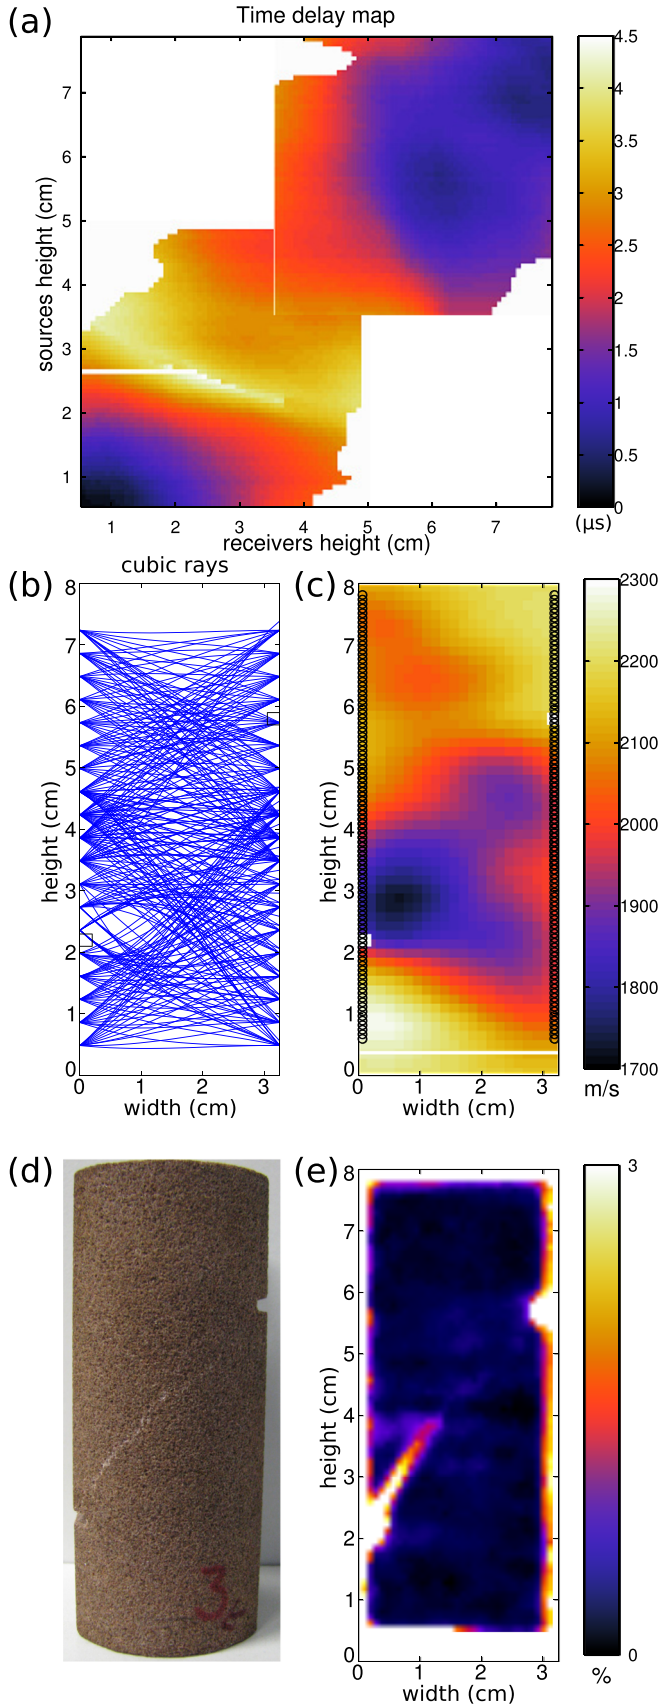 (a)
Time delay map
sources height (cm)
7
6
5
4
3
2
1
1 2 3 4 5 6 7
receivers height (cm)
4.5
4
3.5
3
2.5
2
1.5
1
0.5
0
(μs)
(b)
cubic rays
height (cm)
8
7
6
5
4
3
2
1
0
0 1 2 3
width (cm)
(c)
height (cm)
8
7
6
5
4
3
2
1
0
0 1 2 3
width (cm)
2300
2200
2100
2000
1900
1800
1700
m/s
(d)
3
(e)
height (cm)
8
7
6
5
4
3
2
1
0
0 1 2 3
width (cm)
3
0
%